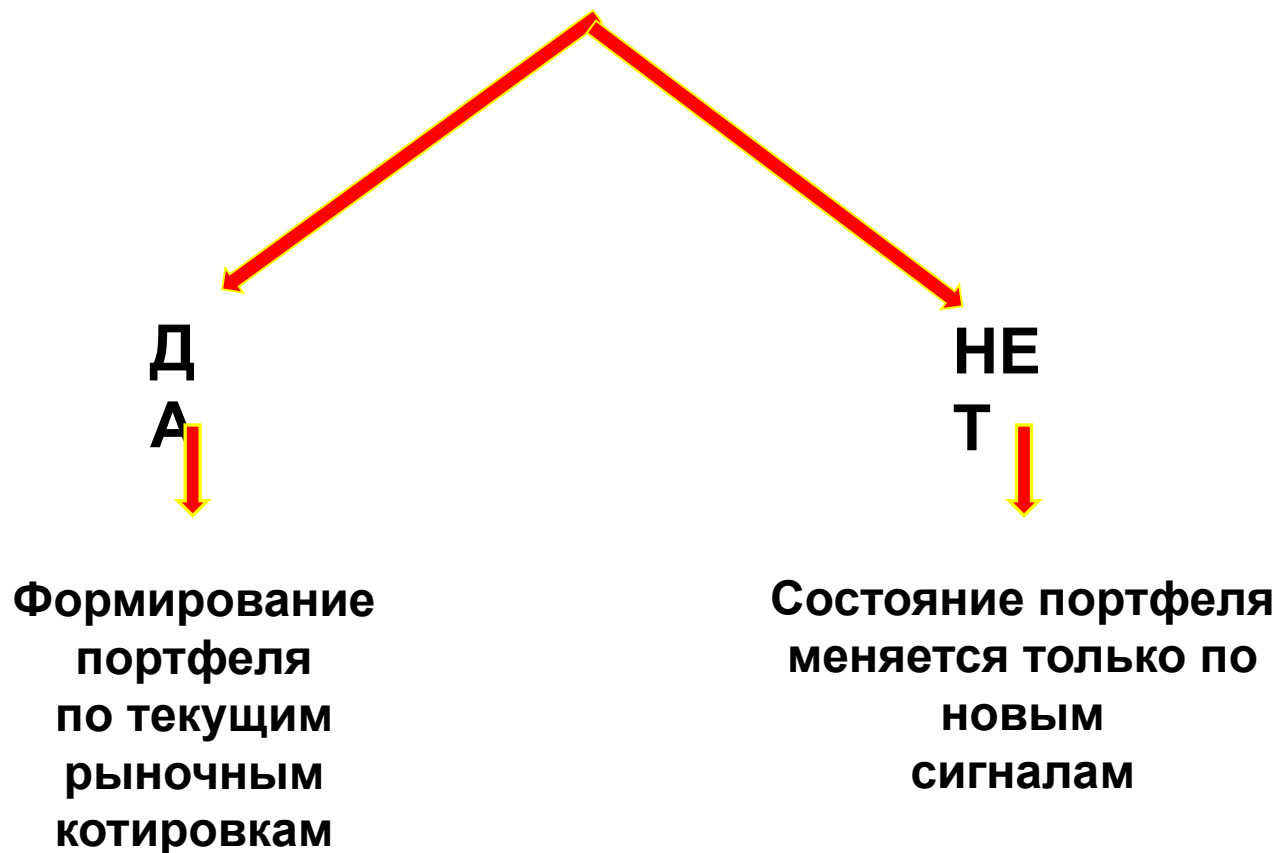 Д
А
НЕ
Т
Формирование
портфеля
по текущим
рыночным
котировкам
Состояние портфеля
меняется только по
новым
сигналам